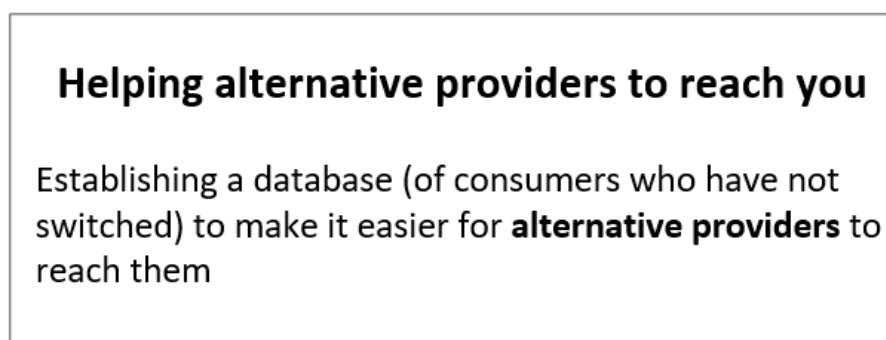 Helping alternative providers to reach you
Establishing a database (of consumers who have not
switched) to make it easier for alternative providers to
reach them